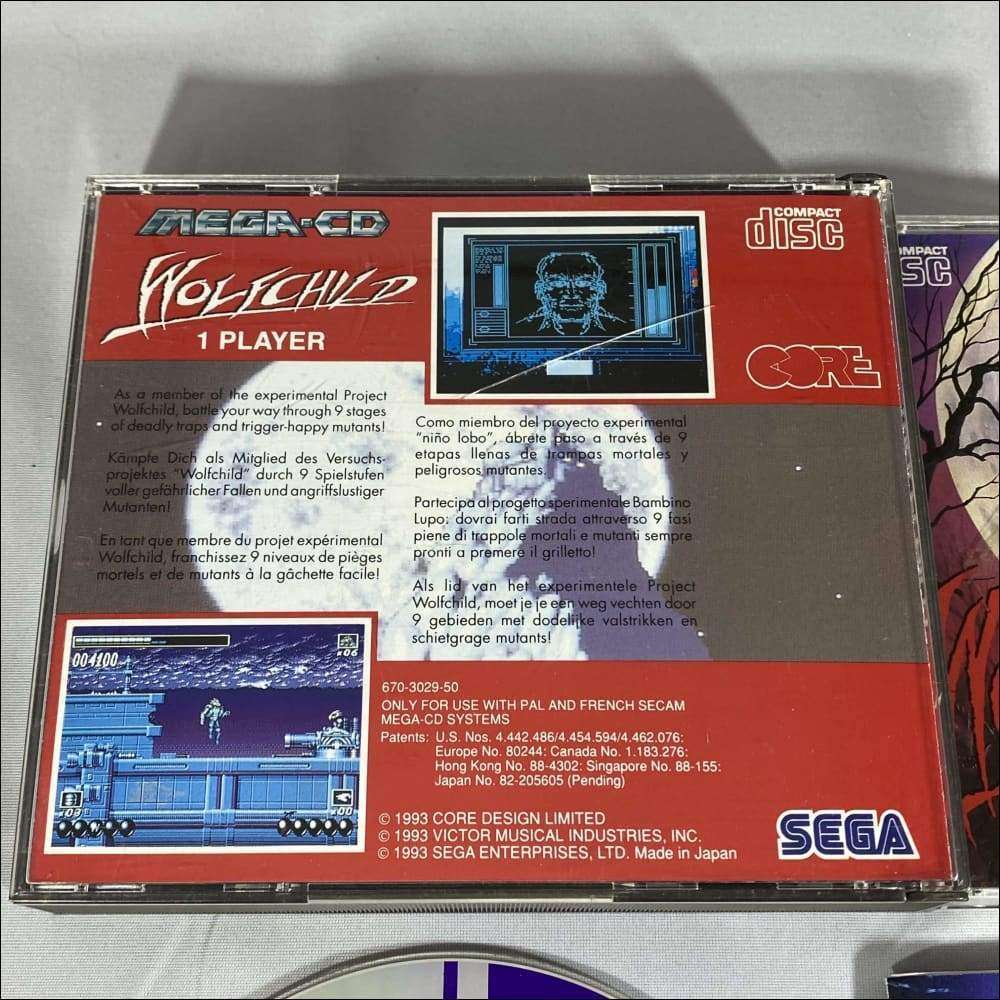 MEGA-CD
WOLFCHILD
1 PLAYER
COMPACT
disc
CORE
As a member of the experimental Project
Wolfchild, battle your way through 9 stages
of deadly traps and trigger-happy mutants!
Kämpfe Dich als Mitglied des Versuchs-
projektes "Wolfchild" durch 9 Spielstufen
voller gefährlicher Fallen und angriffslustiger
Mutanten!
En tant que membre du projet expérimental
Wolfchild, franchissez 9 niveaux de pièges
mortels et de mutants à la gâchette facile!
Como miembro del proyecto experimental
"niño lobo", ábrete paso a través de 9
etapas llenas de trampas mortales y
peligrosos mutantes.
Partecipa al progetto sperimentale Bambino
Lupo: dovrai farti strada attraverso 9 fasi
piene di trappole mortali e mutanti sempre
pronti a premere il grilletto!
Als lid van het experimentele Project
Wolfchild, moet je je een weg vechten door
9 gebieden met dodelijke valstrikken en
schietgrage mutants!
004100
×06
103
×00
670-3029-50
ONLY FOR USE WITH PAL AND FRENCH SECAM
MEGA-CD SYSTEMS
Patents: U.S. Nos. 4.442.486/4.454.594/4.462.076:
Europe No. 80244: Canada No. 1.183.276:
Hong Kong No. 88-4302: Singapore No. 88-155:
Japan No. 82-205605 (Pending)
© 1993 CORE DESIGN LIMITED
© 1993 VICTOR MUSICAL INDUSTRIES, INC.
© 1993 SEGA ENTERPRISES, LTD. Made in Japan
SEGA